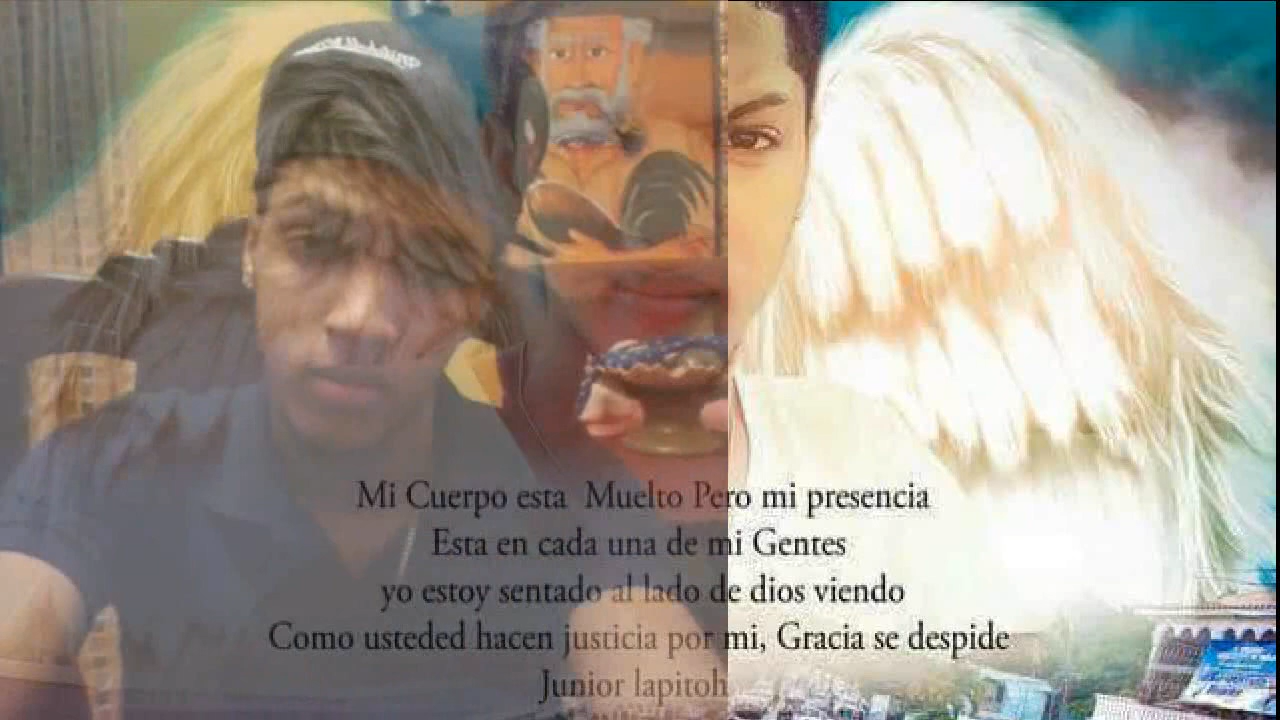 Mi Cuerpo esta Muelto Pero mi presencia
Esta en cada una de mi Gentes
yo estoy sentado al lado de dios viendo
Como usteded hacen justicia por mi, Gracia se despide
Junior lapitoh